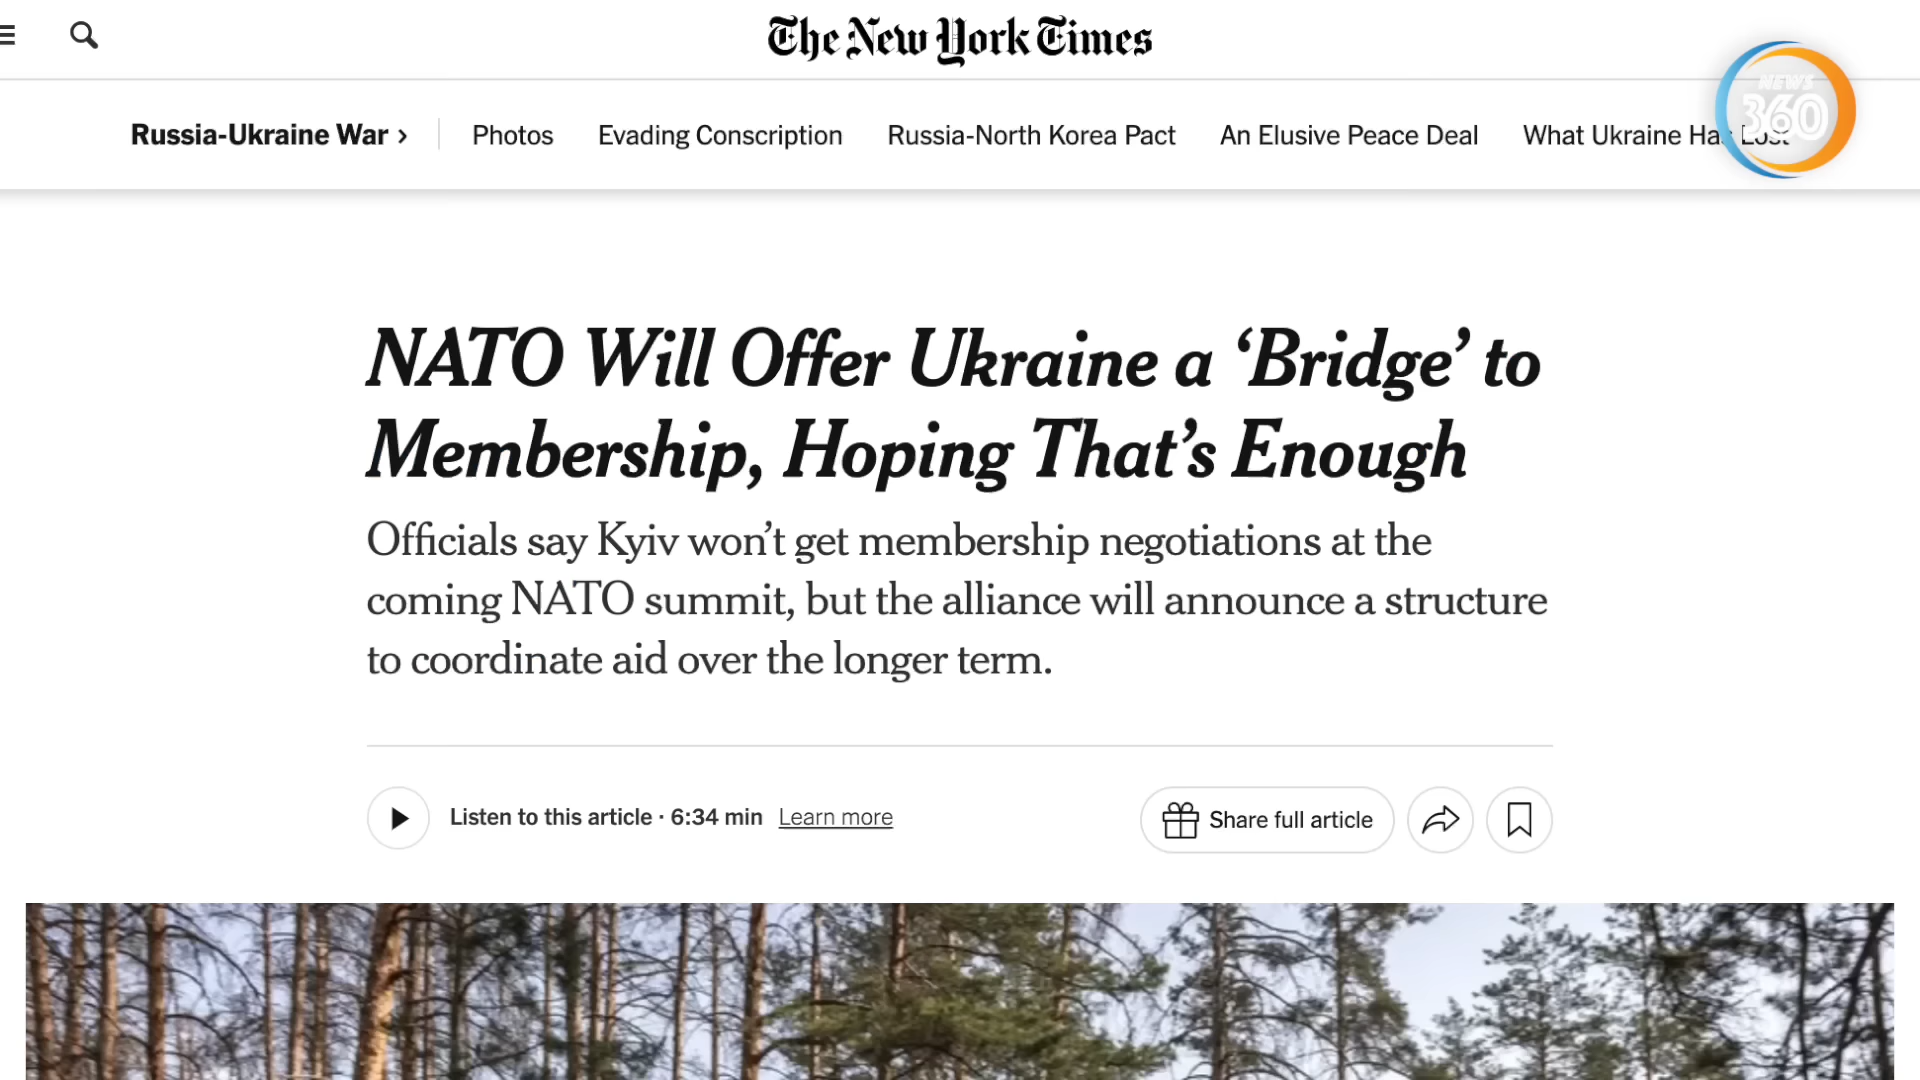 The New York Times
NEWS
360
Russia-Ukraine War
Photos
Evading Conscription
Russia-North Korea Pact
An Elusive Peace Deal
What Ukraine Has Lost
NATO Will Offer Ukraine a ‘Bridge’ to
Membership, Hoping That’s Enough
Officials say Kyiv won’t get membership negotiations at the
coming NATO summit, but the alliance will announce a structure
to coordinate aid over the longer term.
Listen to this article · 6:34 min Learn more
Share full article